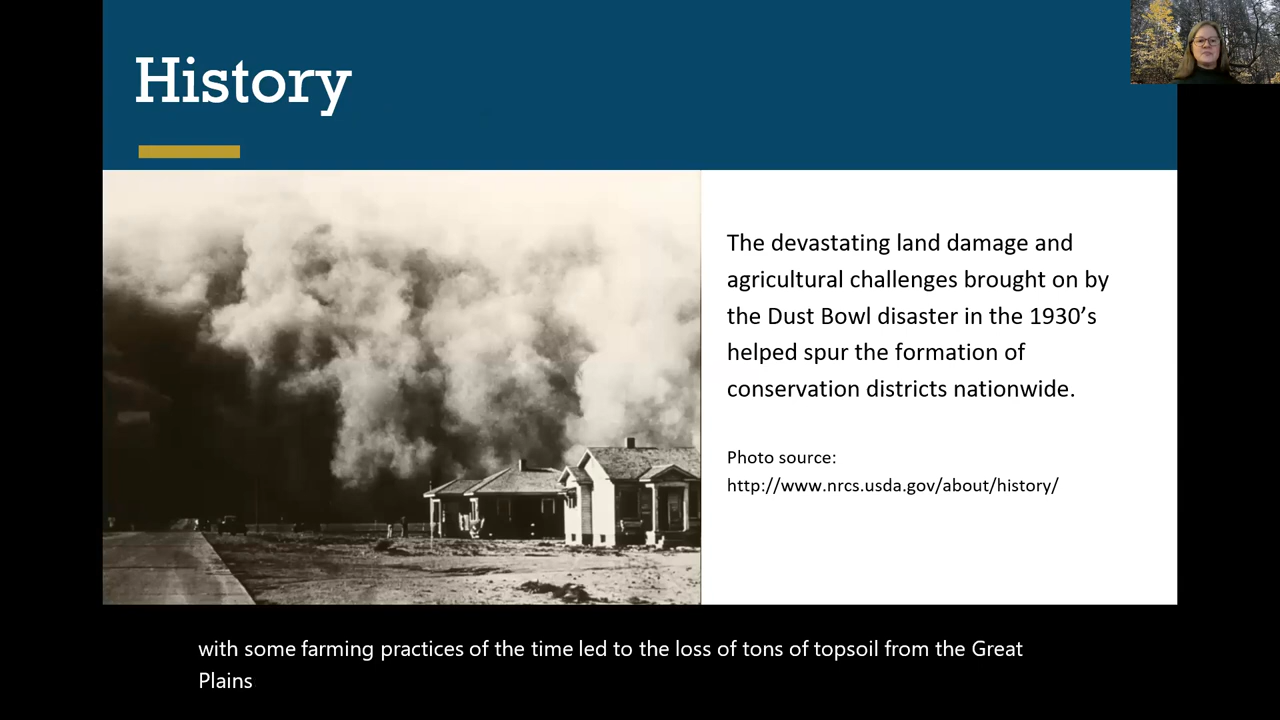 History
The devastating land damage and
agricultural challenges brought on by
the Dust Bowl disaster in the 1930’s
helped spur the formation of
conservation districts nationwide.
Photo source:
http://www.nrcs.usda.gov/about/history/
with some farming practices of the time led to the loss of tons of topsoil from the Great
Plains